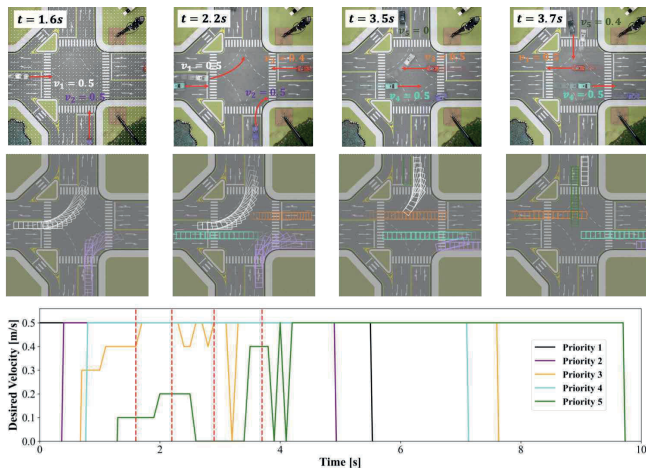 t = 1.6s
t = 2.2s
t = 3.5s
t = 3.7s
v₁ = 0.5
v₂ = 0.5
v₁ = 0.5
v₂ = 0.5
v₅ = 0
v₄ = 0.5
v₅ = 0.4
v₄ = 0.5
Desired Velocity [m/s]
0.5
0.4
0.3
0.2
0.1
0.0
Priority 1
Priority 2
Priority 3
Priority 4
Priority 5
0
2
4
6
8
10
Time [s]